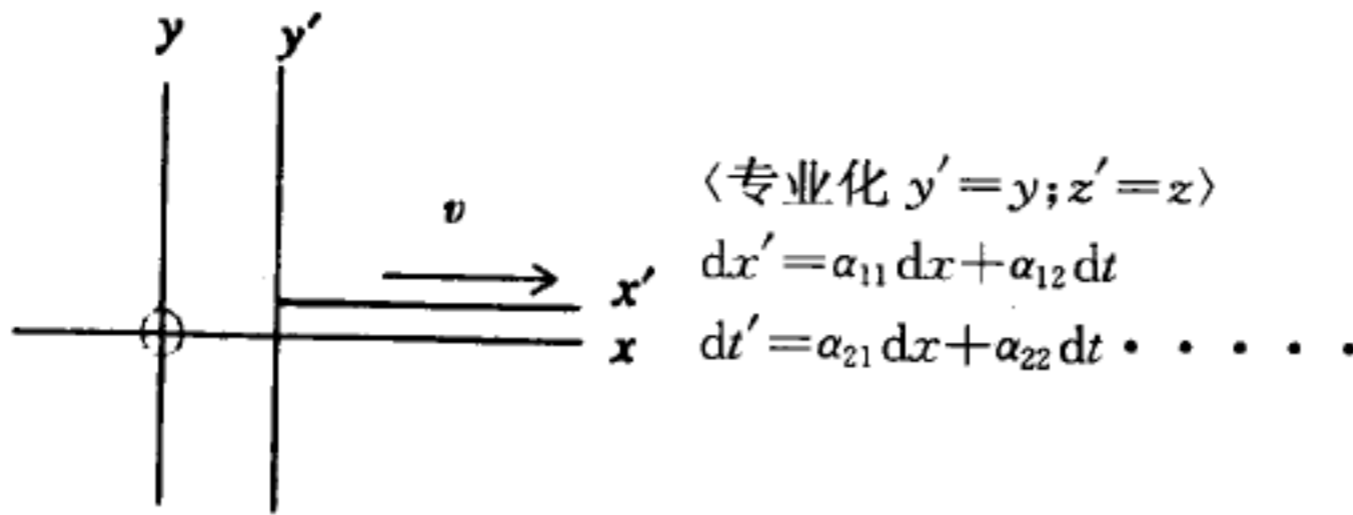 y y′
v
x′
x
〈专业化 y′=y;z′=z〉
dx′=α₁₁dx+α₁₂dt
dt′=α₂₁dx+α₂₂dt · · · · ·